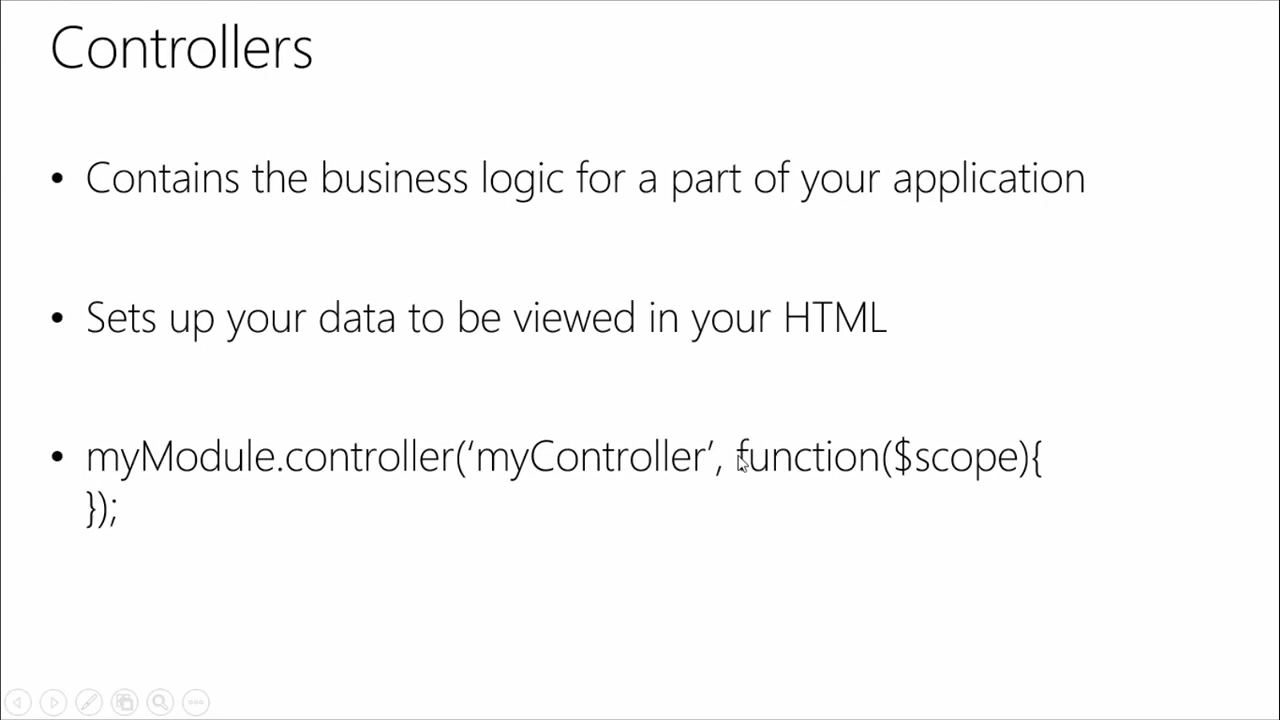 Controllers
• Contains the business logic for a part of your application
• Sets up your data to be viewed in your HTML
• myModule.controller(‘myController’, function($scope){
});